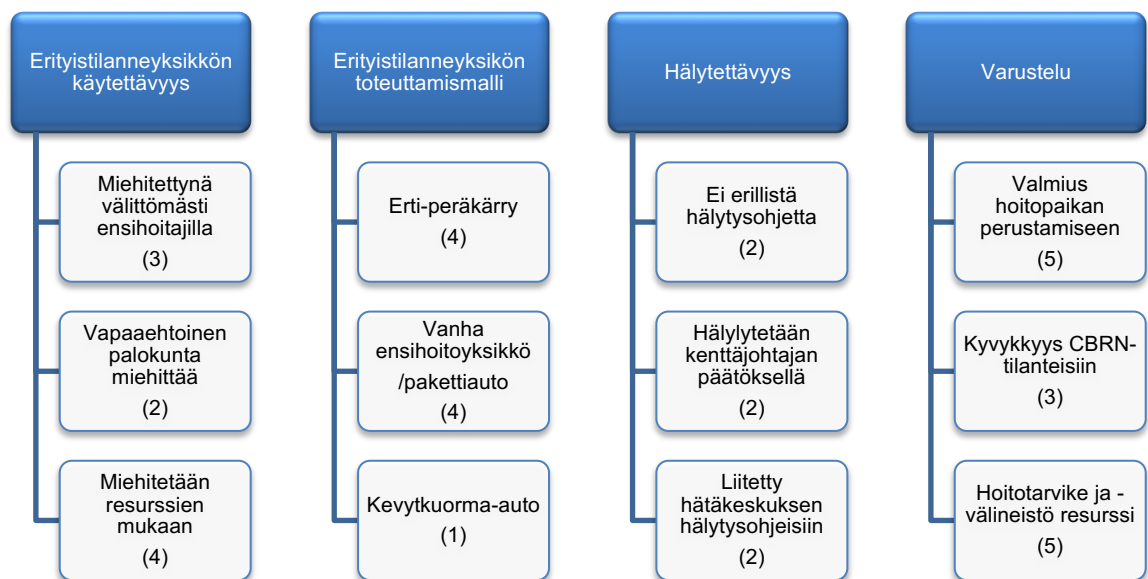 Erityistilanneyksikkön
käytettävyys
Miehitettynä
välittömästi
ensihoitajilla
(3)
Vapaaehtoinen
palokunta
miehittää
(2)
Miehitetään
resurssien
mukaan
(4)
Erityistilanneyksikön
toteuttamismalli
Erti-peräkärry
(4)
Vanha
ensihoitoyksikkö
/pakettiauto
(4)
Kevytkuorma-auto
(1)
Hälytettävyys
Ei erillistä
hälytysohjetta
(2)
Hälylytetään
kenttäjohtajan
päätöksellä
(2)
Liitetty
hätäkeskuksen
hälytysohjeisiin
(2)
Varustelu
Valmius
hoitopaikan
perustamiseen
(5)
Kyvykkyys CBRN-
tilanteisiin
(3)
Hoitotarvike ja -
välineistö resurssi
(5)